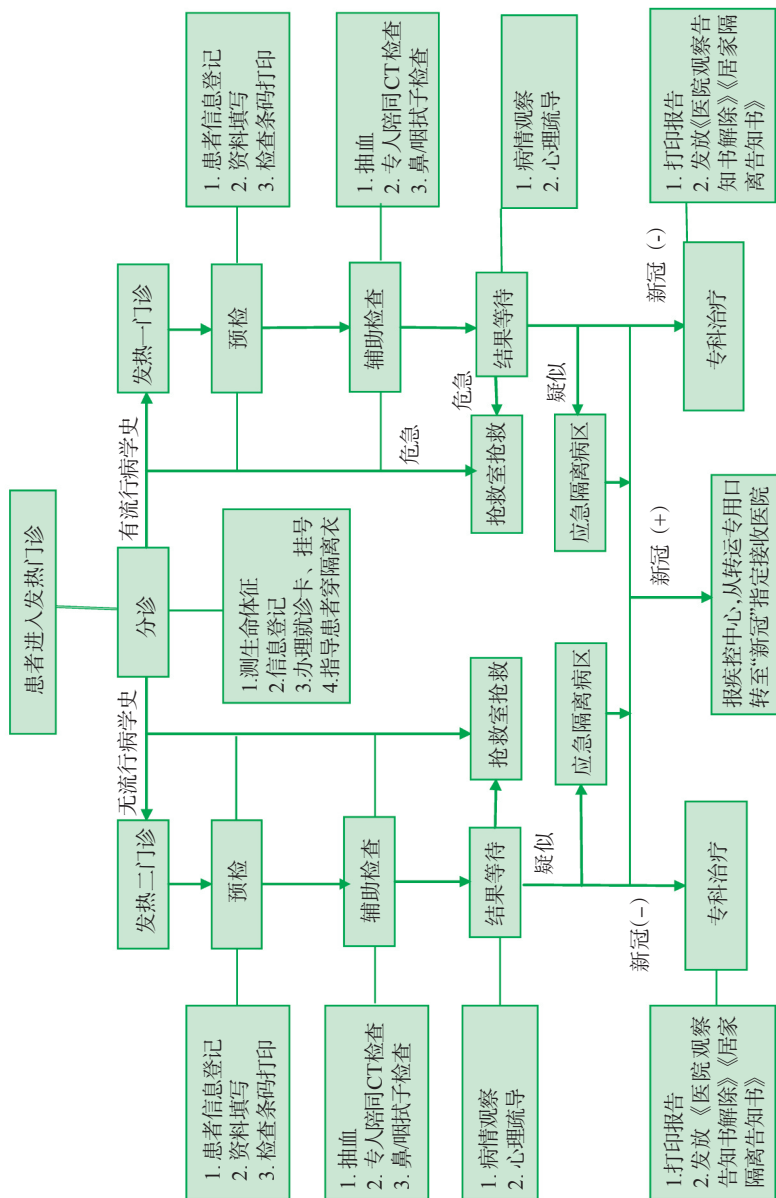 患者进入发热门诊
分诊
1.测生命体征
2.信息登记
3.办理就诊卡、挂号
4.指导患者穿隔离衣
无流行病学史
有流行病学史
发热二门诊
发热一门诊
预检
1. 患者信息登记
2. 资料填写
3. 检查条码打印
预检
1. 患者信息登记
2. 资料填写
3. 检查条码打印
辅助检查
1. 抽血
2. 专人陪同CT检查
3. 鼻/咽拭子检查
辅助检查
1. 抽血
2. 专人陪同CT检查
3. 鼻/咽拭子检查
危急
结果等待
1. 病情观察
2. 心理疏导
抢救室抢救
抢救室抢救
危急
结果等待
1. 病情观察
2. 心理疏导
疑似
应急隔离病区
应急隔离病区
疑似
新冠(-)
新冠（+）
新冠（-）
专科治疗
1.打印报告
2. 发放《医院观察
告知书解除》《居家
隔离告知书》
报疾控中心,从转运专用口
转至“新冠”指定接收医院
专科治疗
1. 打印报告
2. 发放《医院观察告
知书解除》《居家隔
离告知书》